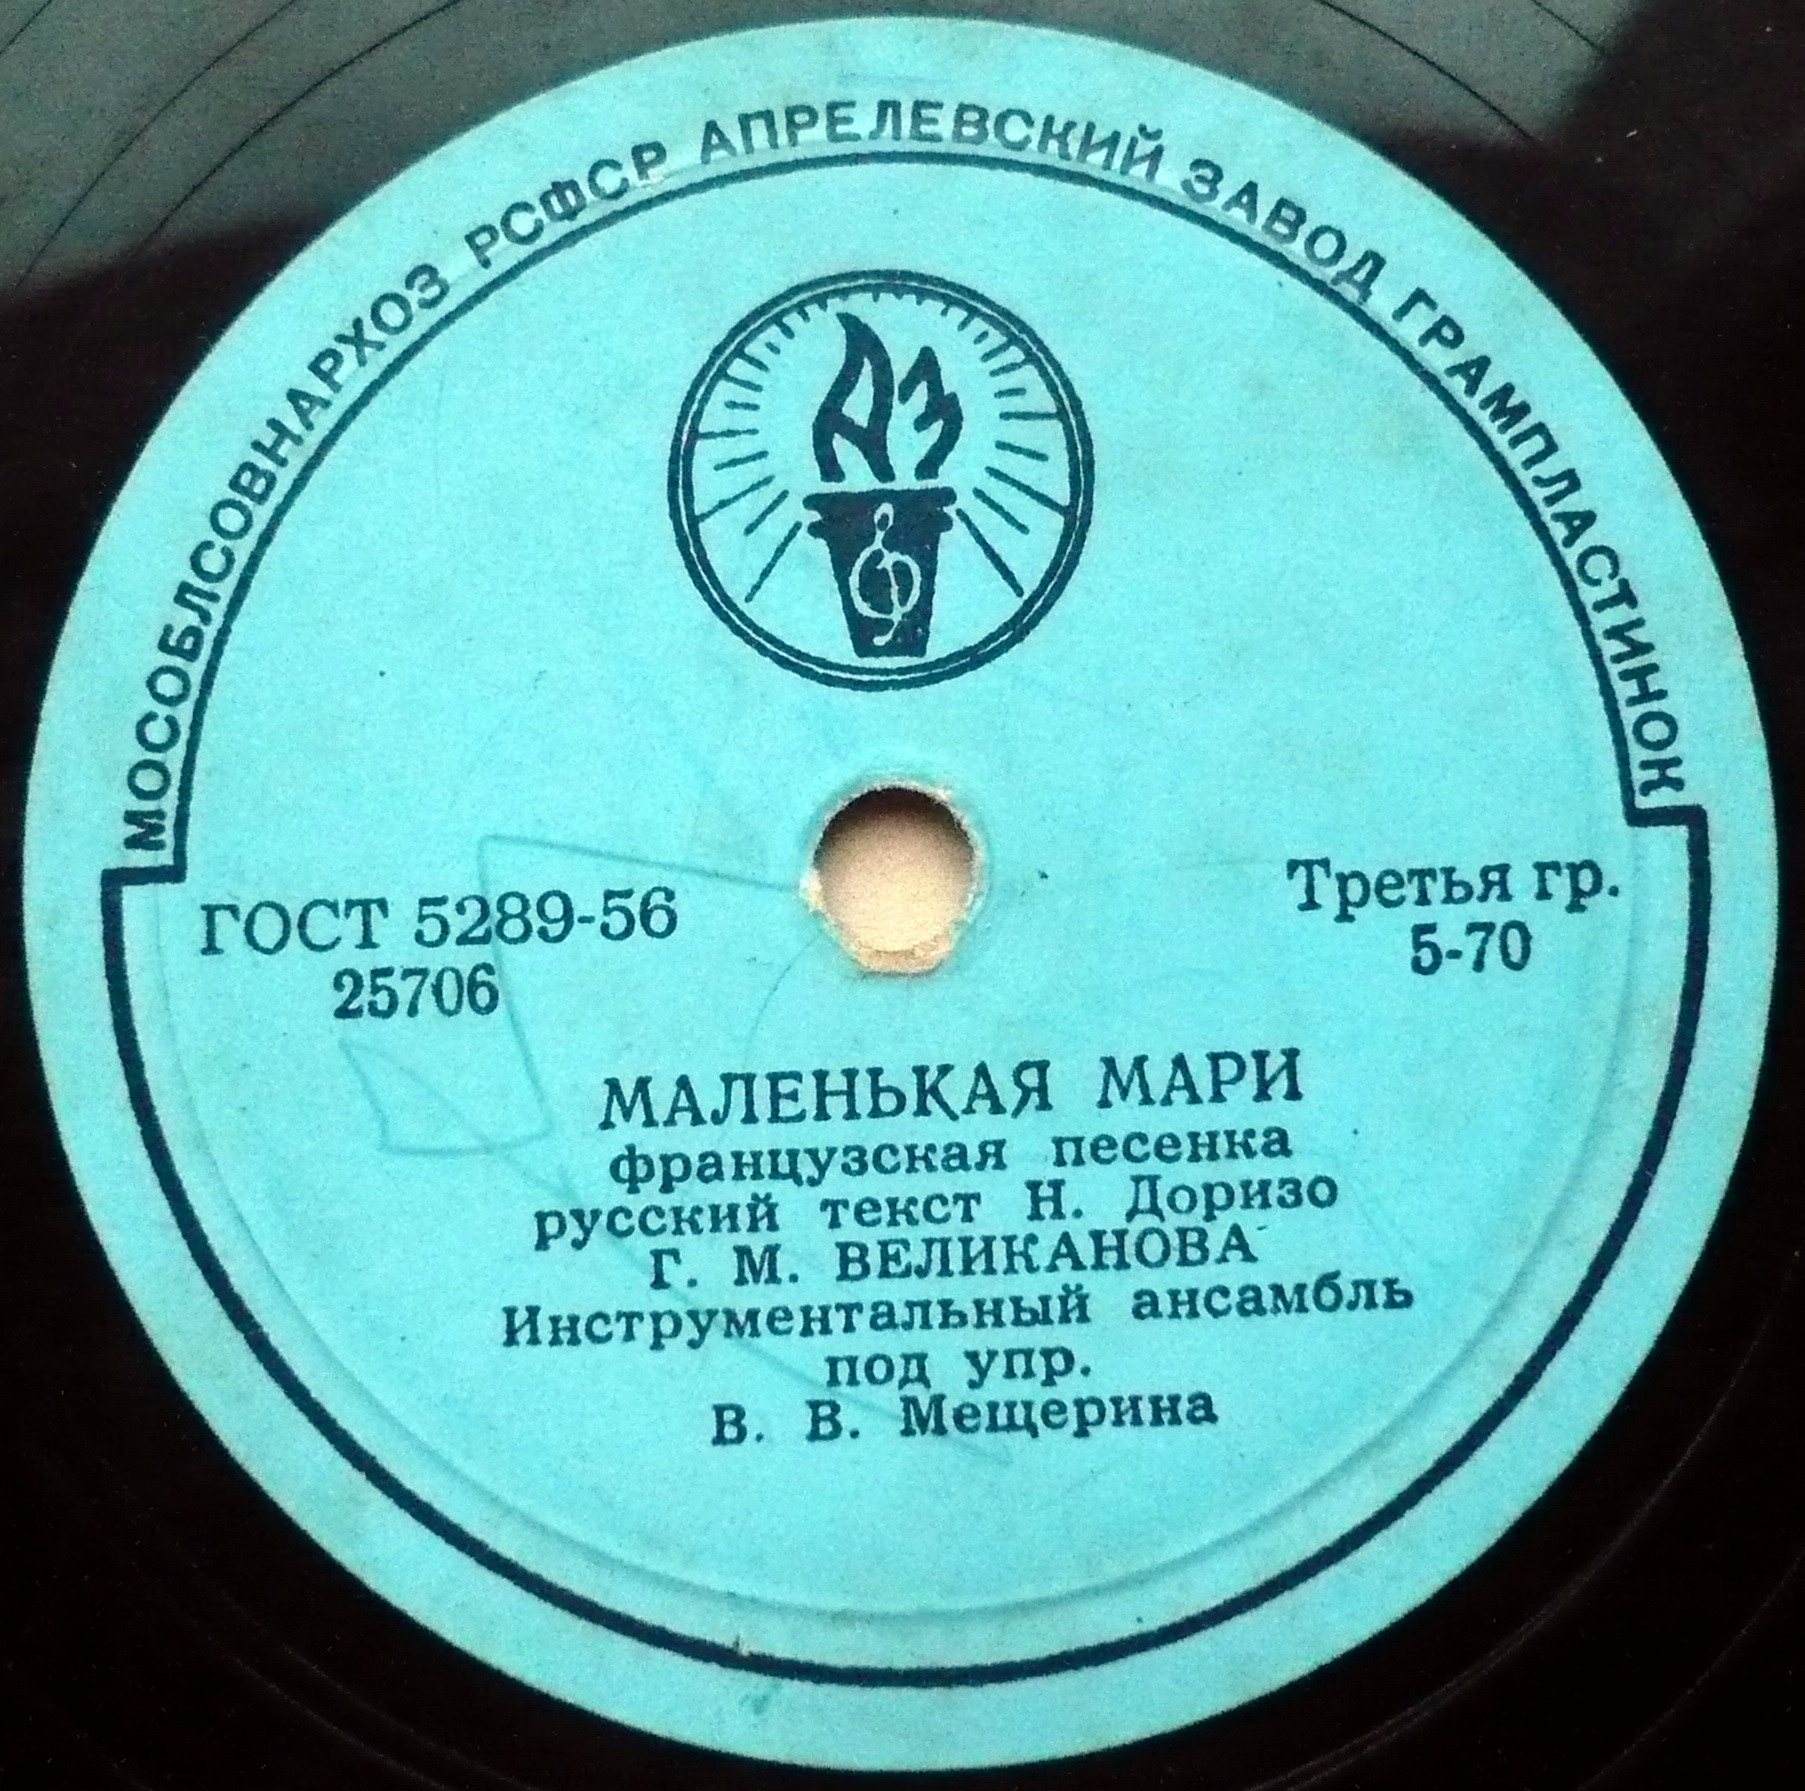 МОСОБЛСОВНАРХОЗ РСФСР АПРЕЛЕВСКИЙ ЗАВОД ГРАМПЛАСТИНОК
АЗ
ГОСТ 5289-56
25706
Третья гр.
5-70
МАЛЕНЬКАЯ МАРИ
французская песенка
русский текст Н. Доризо
Г. М. ВЕЛИКАНОВА
Инструментальный ансамбль
под упр.
В. В. Мещерина